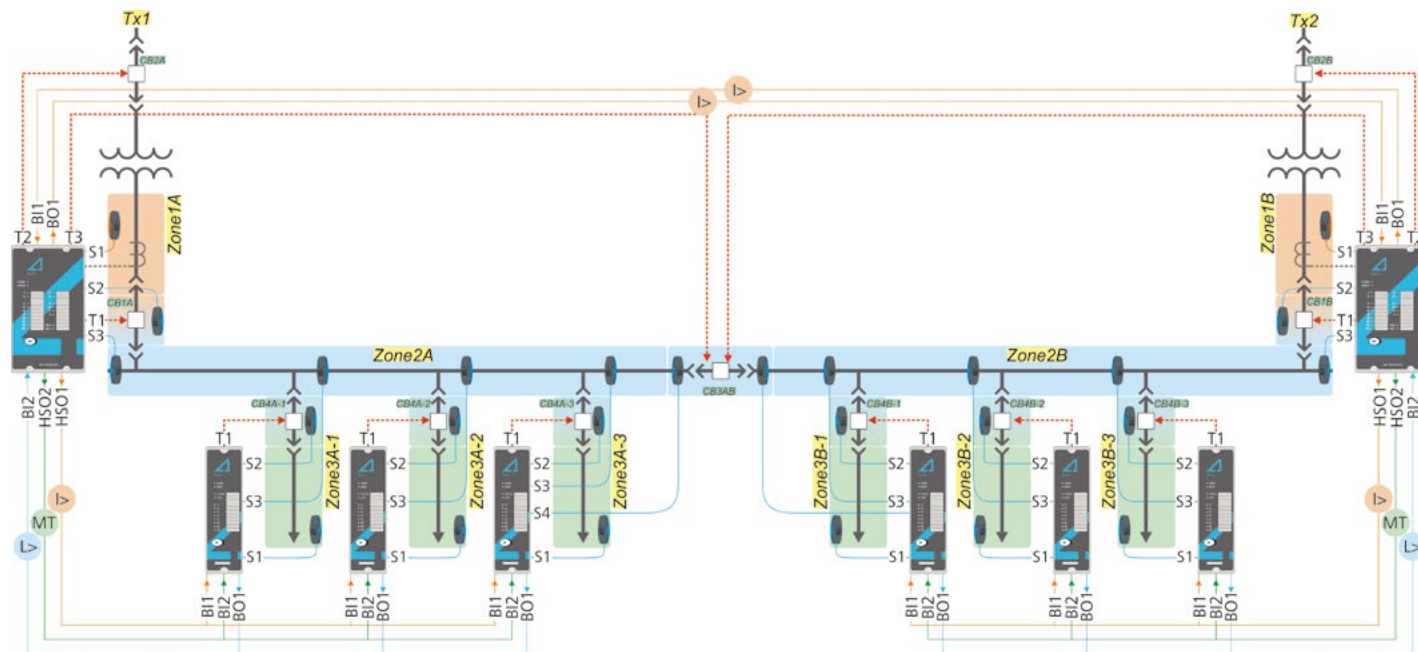 Tx1
Tx2
CB2A
CB2B
I>
I>
BI1
BO1
Zone1A
Zone1B
BI1
BO1
T2
T3
T3
S1
S1
S2
S2
CB1A
CB1B
T1
T1
S3
S3
Zone2A
Zone2B
CB3AB
BI2
HSO2
HSO1
HSO1
HSO2
BI2
CB4A-1
CB4A-2
CB4A-3
CB4B-1
CB4B-2
CB4B-3
T1
T1
T1
T1
T1
T1
Zone3A-1
Zone3A-2
Zone3A-3
Zone3B-1
Zone3B-2
Zone3B-3
S2
S2
S2
S2
S2
S2
S3
S3
S3
S3
S3
S3
S4
I>
MT
L>
I>
MT
L>
S1
S1
S1
S1
S1
S1
BI1
BI2
BO1
BI1
BI2
BO1
BI1
BI2
BO1
BI1
BI2
BO1
BI1
BI2
BO1
BI1
BI2
BO1